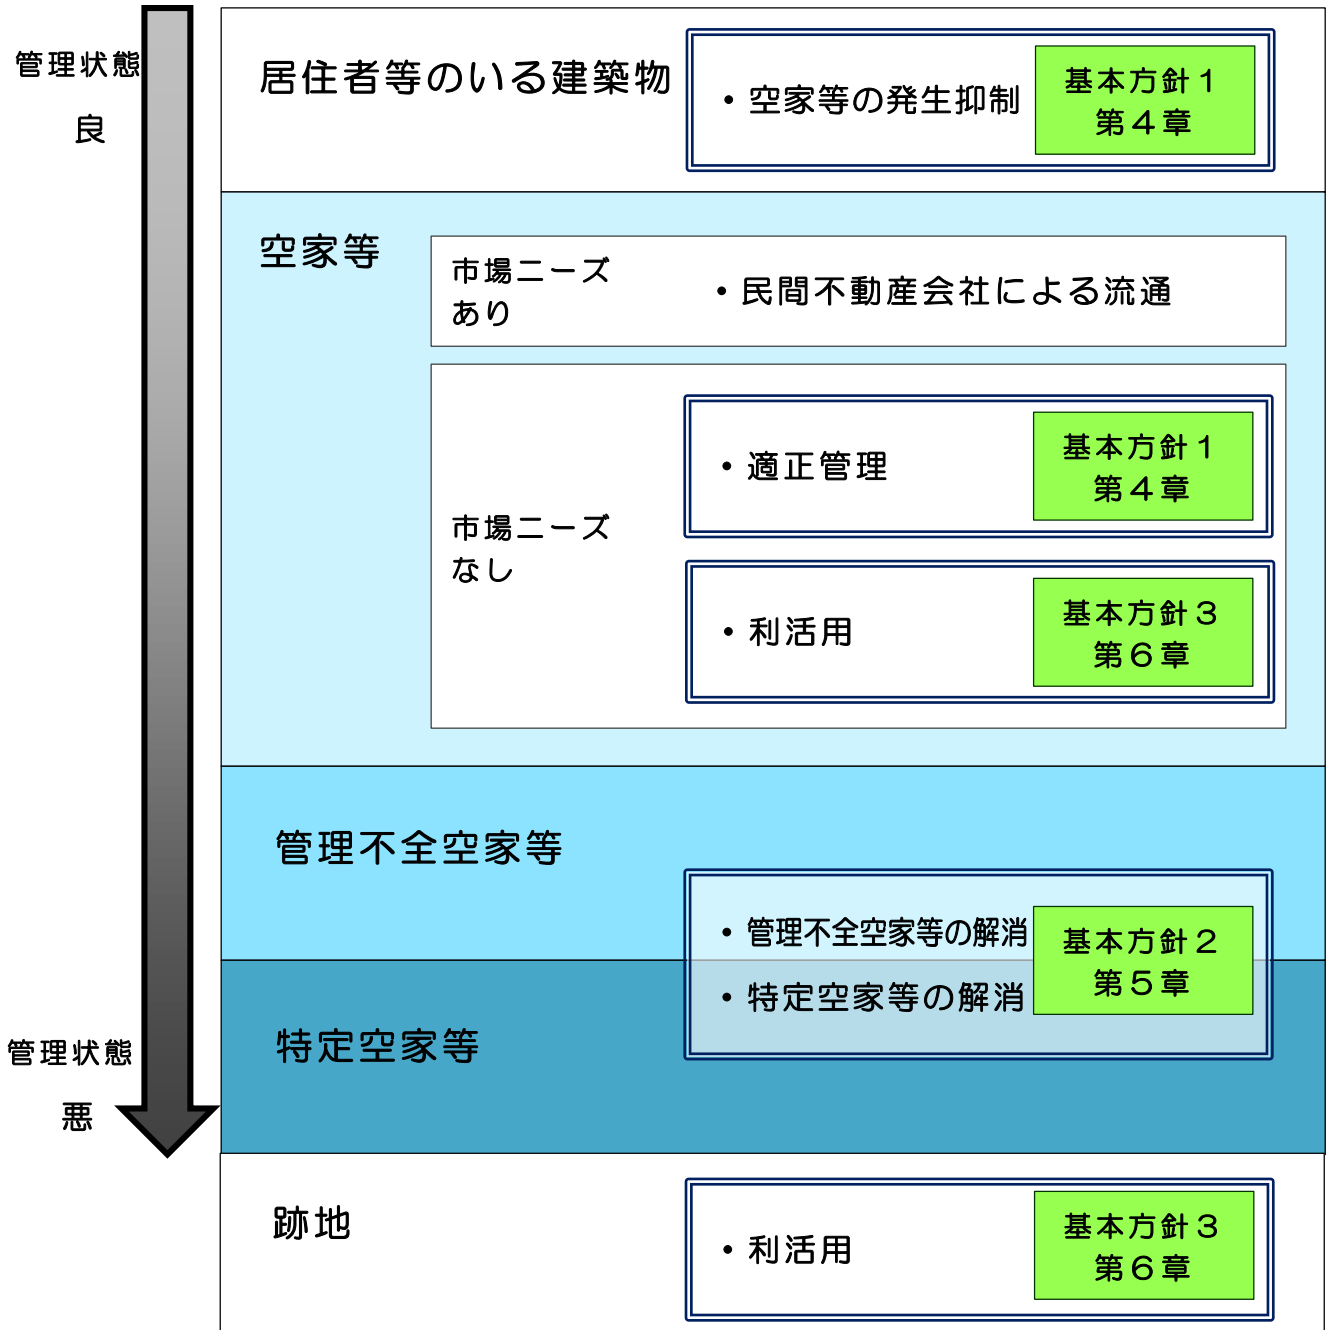 管理状態
良
居住者等のいる建築物
・空家等の発生抑制
基本方針１
第４章
空家等
市場ニーズ
あり
・民間不動産会社による流通
市場ニーズ
なし
・適正管理
基本方針１
第４章
・利活用
基本方針３
第６章
管理不全空家等
・管理不全空家等の解消
・特定空家等の解消
基本方針２
第５章
特定空家等
管理状態
悪
跡地
・利活用
基本方針３
第６章